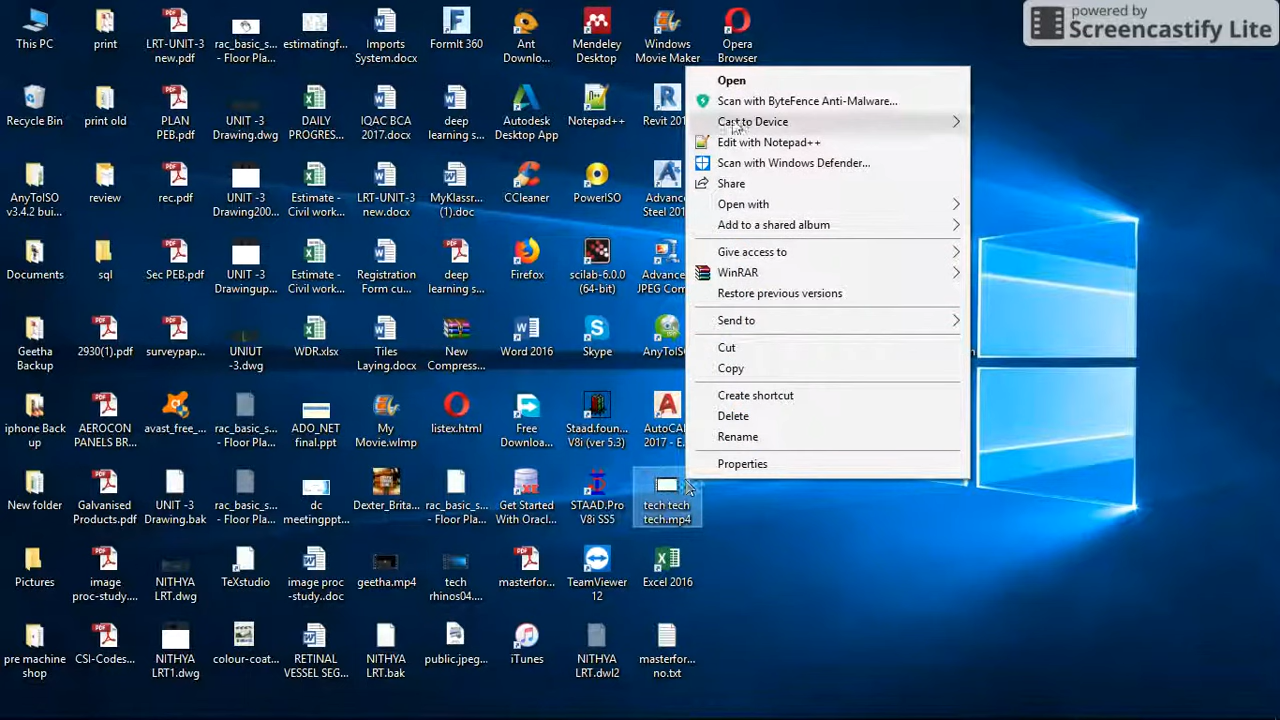 powered by
Screencastify Lite
This PC
print
LRT-UNIT-3
new.pdf
rac_basic_s...
- Floor Pla...
estimatingf...
Imports
System.docx
FormIt 360
Ant
Downlo...
Mendeley
Desktop
Windows
Movie Maker
Opera
Browser
Recycle Bin
print old
PLAN
PEB.pdf
UNIT -3
Drawing.dwg
DAILY
PROGRES...
IQAC BCA
2017.docx
deep
learning s...
Autodesk
Desktop App
Notepad++
Revit 201
AnyToISO
v3.4.2 bui...
review
rec.pdf
UNIT -3
Drawing200...
Estimate -
Civil work...
LRT-UNIT-3
new.docx
MyKlassr...
(1).doc
CCleaner
PowerISO
Advan
Steel 201
Documents
sql
Sec PEB.pdf
UNIT -3
Drawingup...
Estimate -
Civil work...
Registration
Form cu...
deep
learning s...
Firefox
scilab-6.0.0
(64-bit)
Advance
JPEG Com
Geetha
Backup
2930(1).pdf
surveypap...
UNIUT
-3.dwg
WDR.xlsx
Tiles
Laying.docx
New
Compress...
Word 2016
Skype
AnyToISO
iphone Back
up
AEROCON
PANELS BR...
avast_free_...
rac_basic_s...
- Floor Pla...
ADO_NET
final.ppt
My
Movie.wlmp
listex.html
Free
Downloa...
Staad.foun...
V8i (ver 5.3)
AutoCA
2017 - E
New folder
Galvanised
Products.pdf
UNIT -3
Drawing.bak
rac_basic_s...
- Floor Pla...
dc
meetingppt...
Dexter_Brita...
rac_basic_s...
- Floor Pla...
Get Started
With Oracl...
STAAD.Pro
V8i SS5
tech tech
tech.mp4
Pictures
image
proc-study....
NITHYA
LRT.dwg
TeXstudio
image proc
-study..doc
geetha.mp4
tech
rhinos04....
masterfor...
TeamViewer
12
Excel 2016
pre machine
shop
CSI-Codes...
NITHYA
LRT1.dwg
colour-coat...
RETINAL
VESSEL SEG...
NITHYA
LRT.bak
public.jpeg...
iTunes
NITHYA
LRT.dwl2
masterfor...
no.txt
Open
Scan with ByteFence Anti-Malware...
Cast to Device
Edit with Notepad++
Scan with Windows Defender...
Share
Open with
Add to a shared album
Give access to
WinRAR
Restore previous versions
Send to
Cut
Copy
Create shortcut
Delete
Rename
Properties